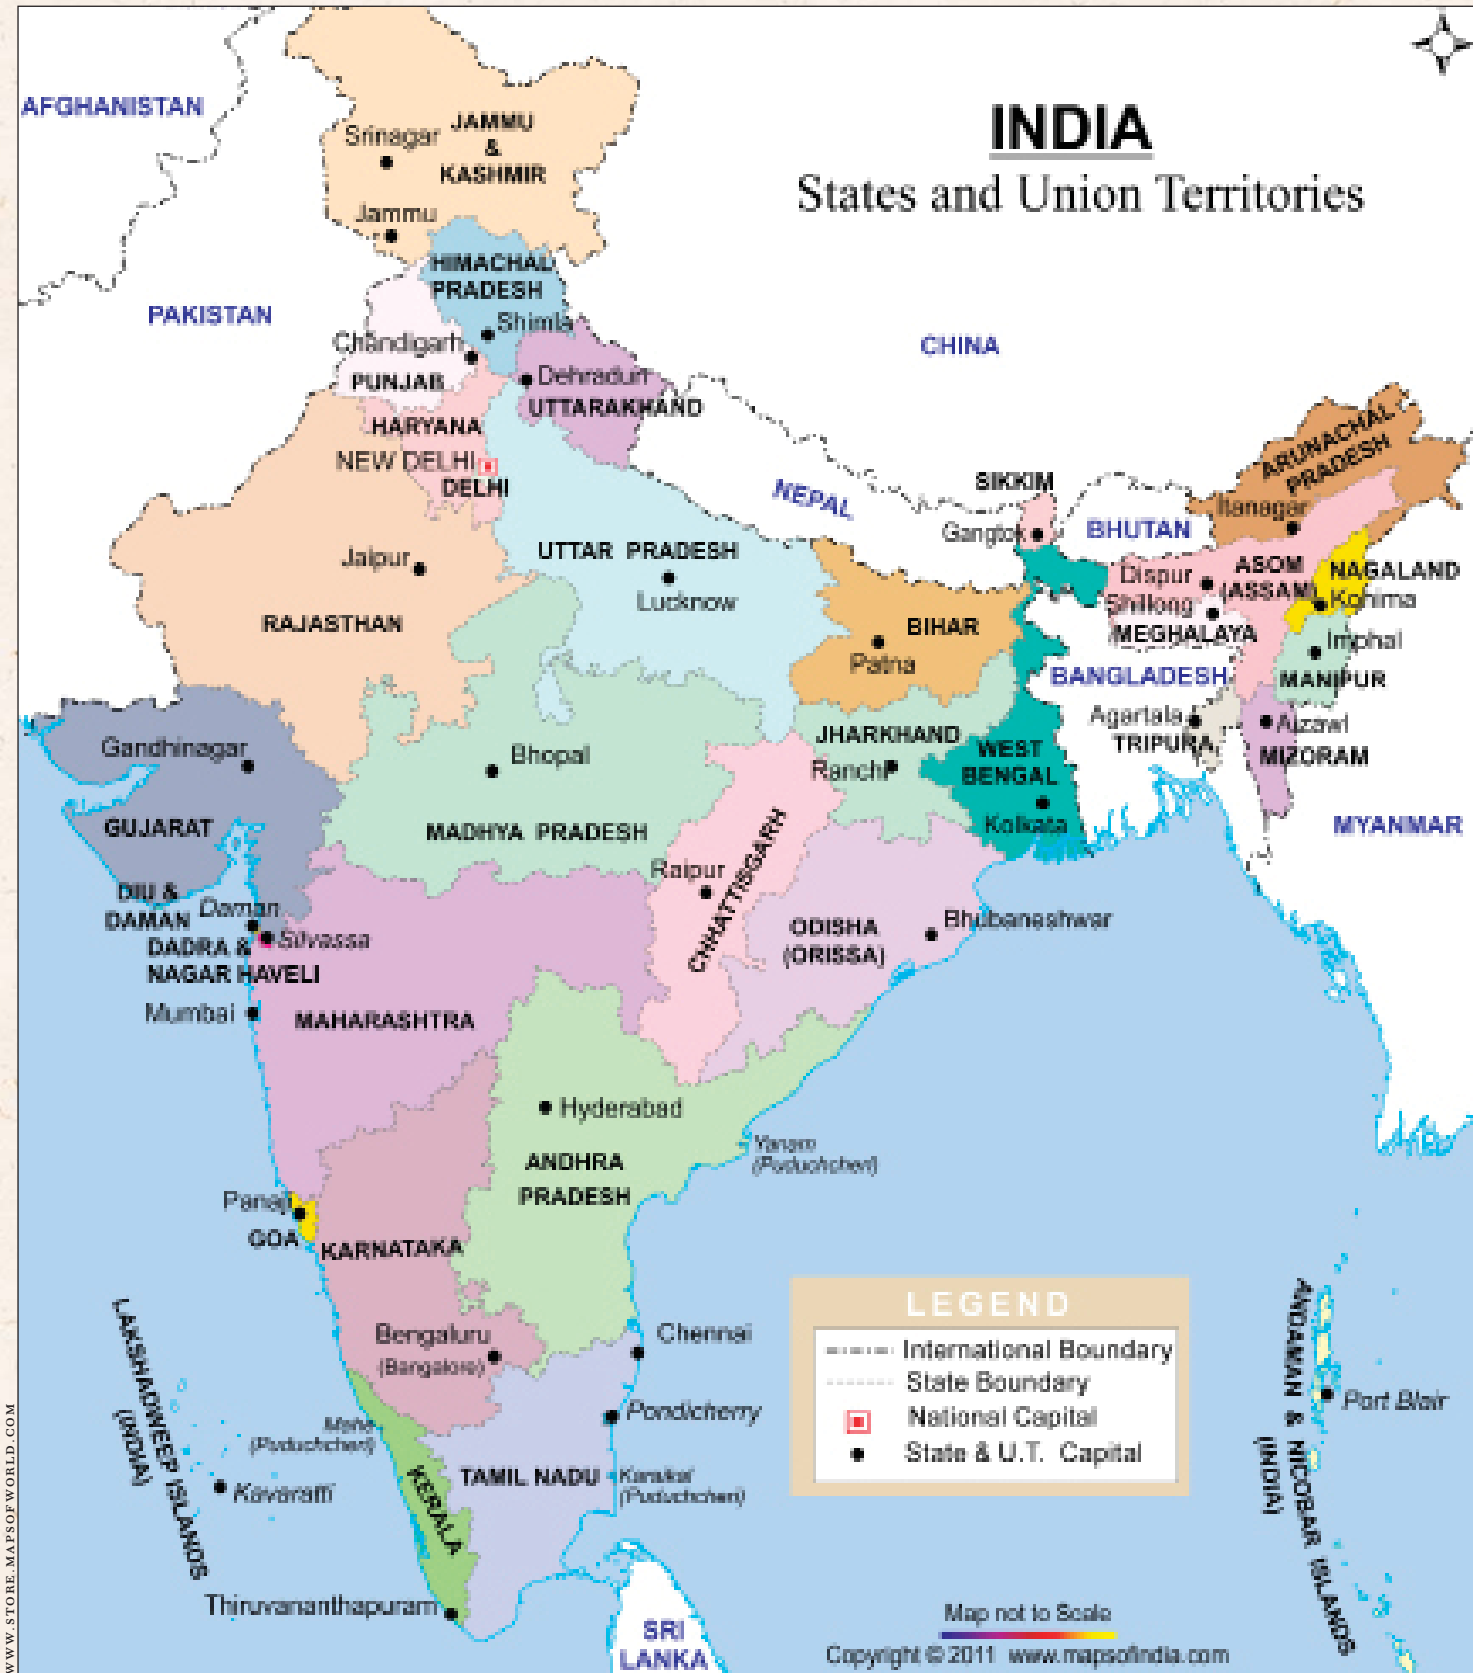 INDIA
States and Union Territories
AFGHANISTAN
Srinagar
JAMMU
&
KASHMIR
Jammu
HIMACHAL
PRADESH
PAKISTAN
Shimla
Chandigarh
CHINA
PUNJAB
Dehradun
UTTARAKHAND
HARYANA
NEW DELHI
DELHI
ARUNACHAL
PRADESH
SIKKIM
NEPAL
Itanagar
Gangtok
BHUTAN
Jaipur
UTTAR PRADESH
Lucknow
Dispur
ASOM
(ASSAM)
NAGALAND
Kohima
Shillong
MEGHALAYA
RAJASTHAN
BIHAR
Patna
Imphal
BANGLADESH
MANIPUR
Agartala
TRIPURA
Aizawl
MIZORAM
Gandhinagar
Bhopal
JHARKHAND
Ranchi
WEST
BENGAL
Kolkata
GUJARAT
MADHYA PRADESH
MYANMAR
Raipur
CHHATTISGARH
DIU &
DAMAN
Daman
DADRA &
NAGAR HAVELI
Silvassa
ODISHA
(ORISSA)
Bhubaneshwar
Mumbai
MAHARASHTRA
Hyderabad
ANDHRA
PRADESH
Yanam
(Puduchcheri)
Panaji
GOA
KARNATAKA
Bengaluru
(Bangalore)
Chennai
LEGEND
International Boundary
State Boundary
National Capital
State & U.T. Capital
LAKSHADWEEP ISLANDS
(INDIA)
Kavaratti
Mahe
(Puduchcheri)
Pondicherry
KERALA
TAMIL NADU
Karaikal
(Puduchcheri)
ANDAMAN & NICOBAR ISLANDS
(INDIA)
Port Blair
Thiruvananthapuram
SRI
LANKA
Map not to Scale
Copyright © 2011 www.mapsofindia.com
WWW.STORE.MAPSOFWORLD.COM